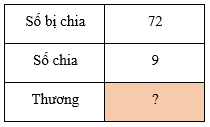 Số bị chia 72
Số chia 9
Thương ?